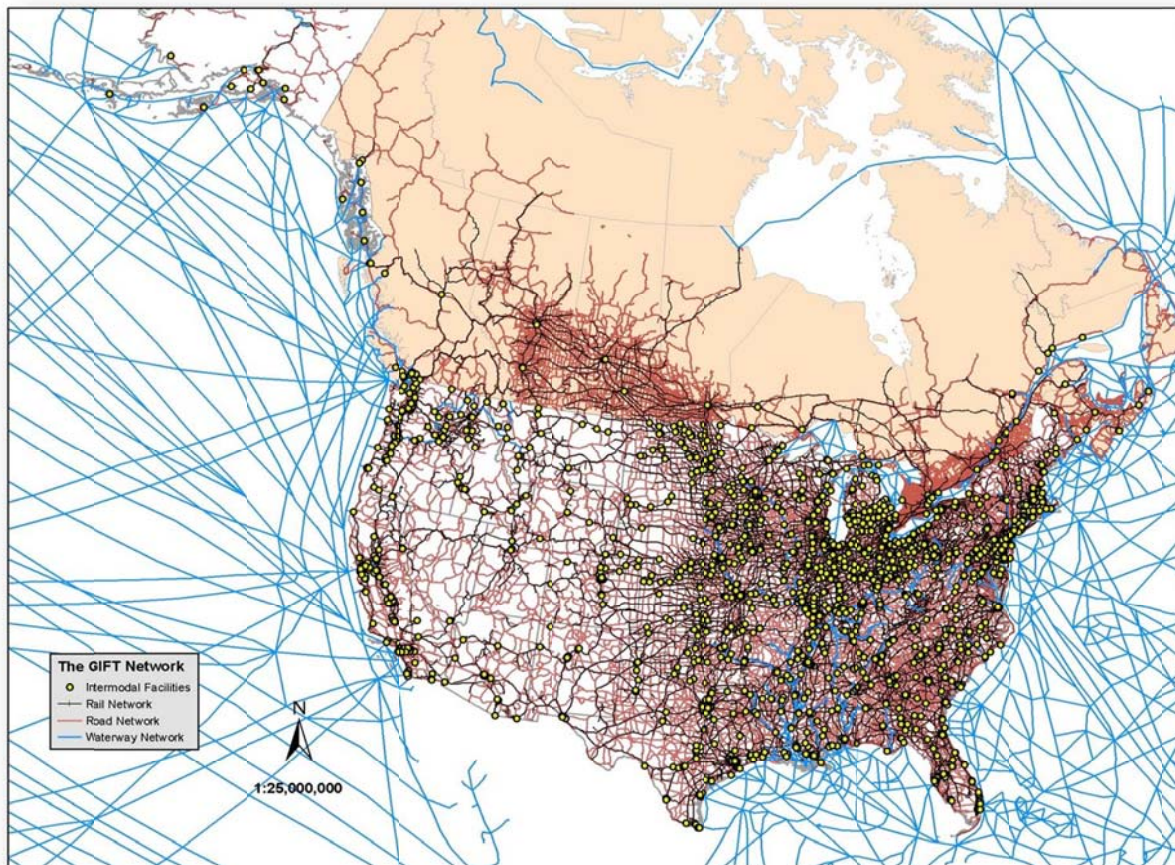 The GIFT Network
Intermodal Facilities
Rail Network
Road Network
Waterway Network
N
1:25,000,000